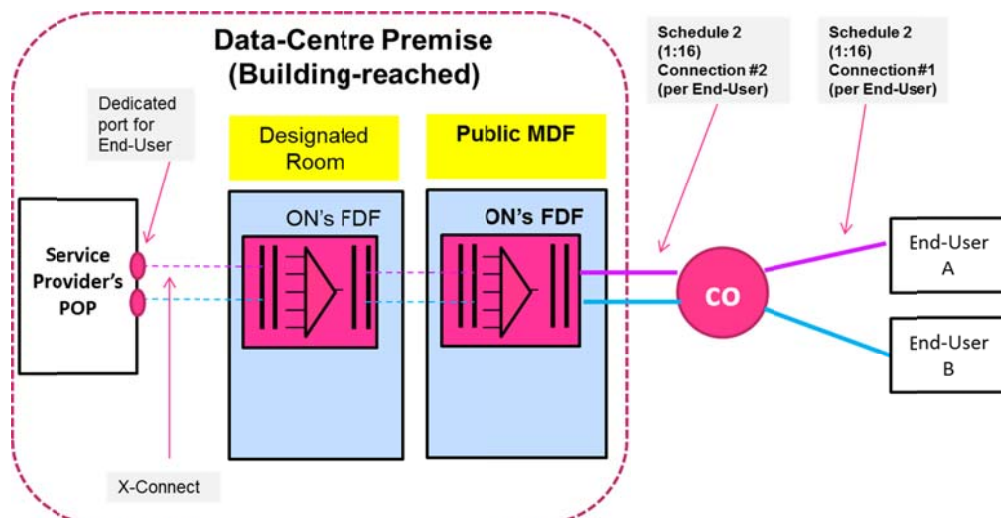 Data-Centre Premise
(Building-reached)
Dedicated
port for
End-User
Designaled
Room
Public MDF
Schedule 2
(1:16)
Connection #2
(per End-User)
Schedule 2
(1:16)
Connection#1
(per End-User)
ON's FDF
ON's FDF
Service
Provider's
POP
CO
End-User
A
End-User
B
X-Connect